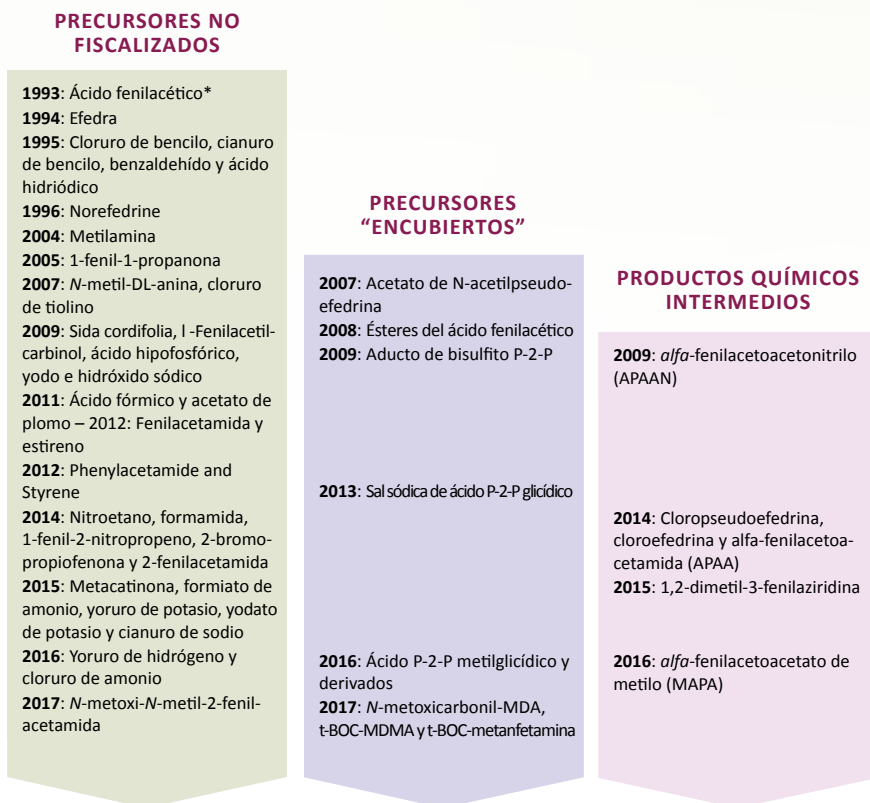 PRECURSORES NO
FISCALIZADOS
1993: Ácido fenilacético*
1994: Efedra
1995: Cloruro de bencilo, cianuro
de bencilo, benzaldehído y ácido
hidriódico
1996: Norefedrine
2004: Metilamina
2005: 1-fenil-1-propanona
2007: N-metil-DL-anina, cloruro
de tiolino
2009: Sida cordifolia, l -Fenilacetil-
carbinol, ácido hipofosfórico,
yodo e hidróxido sódico
2011: Ácido fórmico y acetato de
plomo – 2012: Fenilacetamida y
estireno
2012: Phenylacetamide and
Styrene
2014: Nitroetano, formamida,
1-fenil-2-nitropropeno, 2-bromo-
propiofenona y 2-fenilacetamida
2015: Metacatinona, formiato de
amonio, yoruro de potasio, yodato
de potasio y cianuro de sodio
2016: Yoruro de hidrógeno y
cloruro de amonio
2017: N-metoxi-N-metil-2-fenil-
acetamida
PRECURSORES
“ENCUBIERTOS”
2007: Acetato de N-acetilpseudo-
efedrina
2008: Ésteres del ácido fenilacético
2009: Aducto de bisulfito P-2-P
2013: Sal sódica de ácido P-2-P glicídico
2016: Ácido P-2-P metilglicídico y
derivados
2017: N-metoxicarbonil-MDA,
t-BOC-MDMA y t-BOC-metanfetamina
PRODUCTOS QUÍMICOS
INTERMEDIOS
2009: alfa-fenilacetoacetonitrilo
(APAAN)
2014: Cloropseudoefedrina,
cloroefedrina y alfa-fenilacetoa-
cetamida (APAA)
2015: 1,2-dimetil-3-fenilaziridina
2016: alfa-fenilacetoacetato de
metilo (MAPA)